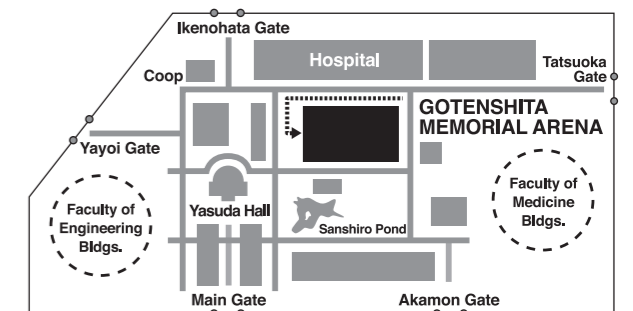 Ikenohata Gate
Hospital
Tatsuoka
Gate
Coop
GOTENSHITA
MEMORIAL ARENA
Yayoi Gate
Faculty of
Medicine
Bldgs.
Faculty of
Engineering
Bldgs.
Yasuda Hall
Sanshiro Pond
Main Gate
Akamon Gate